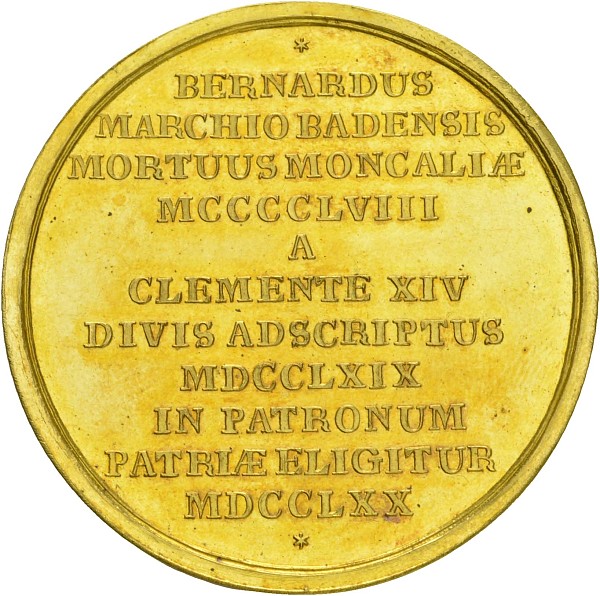 *
BERNARDUS
MARCHIO BADENSIS
MORTUUS MONCALIÆ
MCCCCLVIII
A
CLEMENTE XIV
DIVIS ADSCRIPTUS
MDCCLXIX
IN PATRONUM
PATRIÆ ELIGITUR
MDCCLXX
*